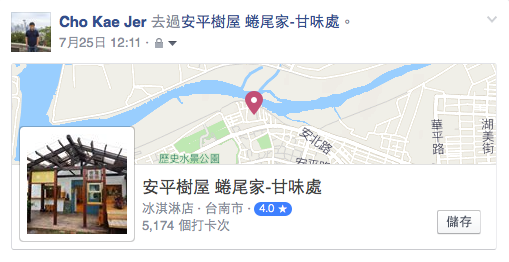 Cho Kae Jer 去過安平樹屋 蜷尾家-甘味處。
7月25日 12:11 ·
安北路
華平路
湖美街
安平路
歷史水景公園
安平樹屋 蜷尾家-甘味處
冰淇淋店 · 台南市 · 4.0 ★
5,174 個打卡次
儲存